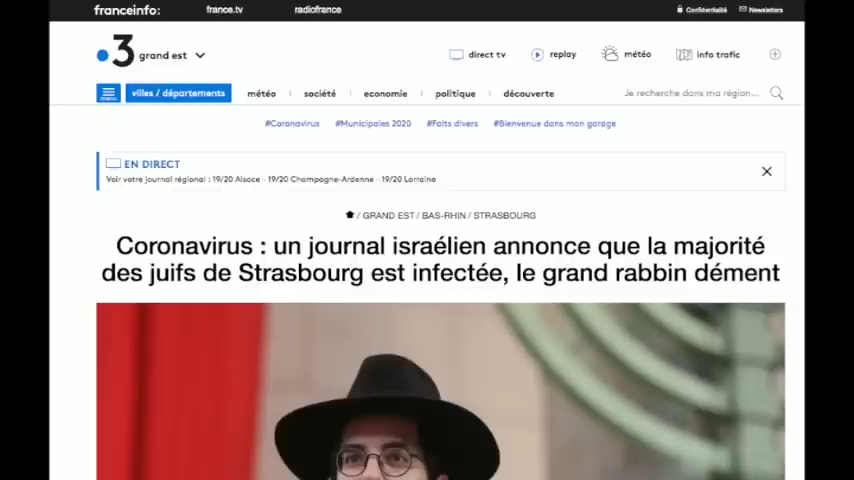 franceinfo: france.tv radiofrance Confidentialité Newsletters
3 grand est direct tv replay météo info trafic
villes / départements météo société economie politique découverte Je recherche dans ma région...
#Coronavirus #Municipales 2020 #Faits divers #Bienvenue dans mon garage
EN DIRECT
Voir votre journal régional : 19/20 Alsace - 19/20 Champagne-Ardenne - 19/20 Lorraine
/ GRAND EST / BAS-RHIN / STRASBOURG
Coronavirus : un journal israélien annonce que la majorité
des juifs de Strasbourg est infectée, le grand rabbin dément